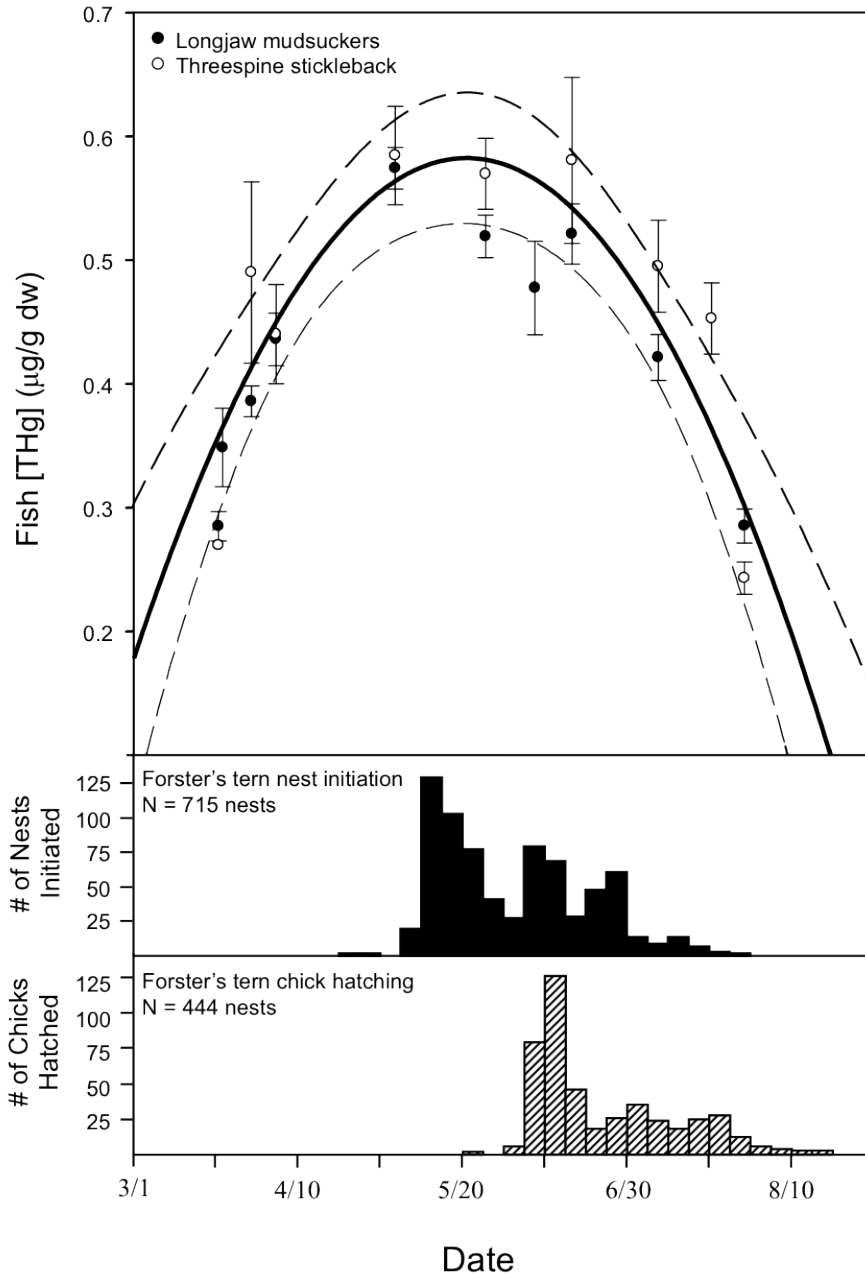 0.7
Longjaw mudsuckers
Threespine stickleback
0.6
0.5
0.4
0.3
0.2
Fish [THg] (μg/g dw)
Forster's tern nest initiation
N = 715 nests
125
100
75
50
25
# of Nests
Initiated
Forster's tern chick hatching
N = 444 nests
125
100
75
50
25
# of Chicks
Hatched
3/1 4/10 5/20 6/30 8/10
Date